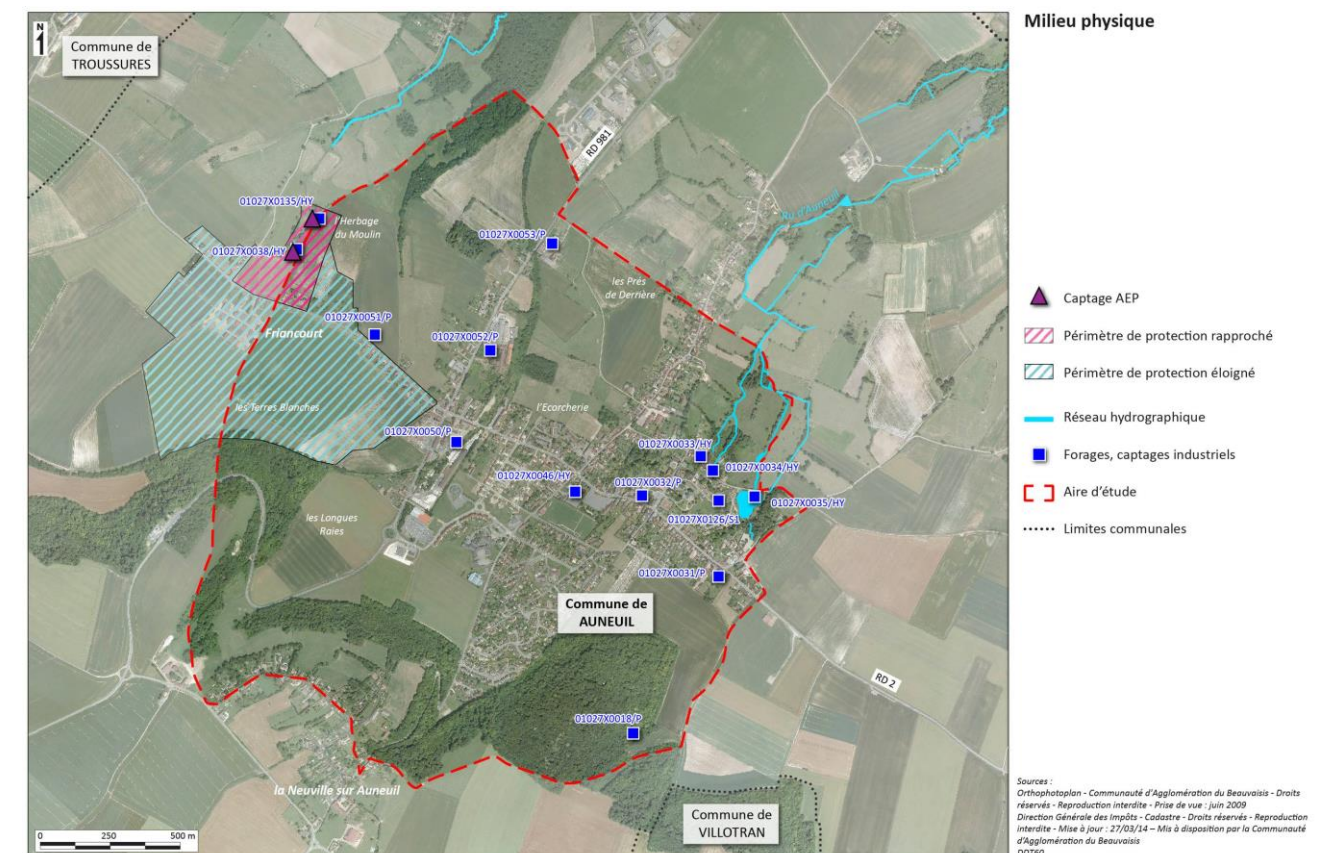 Milieu physique
N
Commune de
TROUSSURES
RD 981
Ru d'Auneuil
01027X0135/HY
l'Herbage
du Moulin
01027X0038/HY
01027X0053/P
les Prés
de Derrière
Friancourt
01027X0051/P
01027X0052/P
les Terres Blanches
l'Ecorcherie
01027X0050/P
01027X0033/HY
01027X0034/HY
01027X0046/HY
01027X0032/P
01027X0035/HY
01027X0126/S1
les Longues
Raies
01027X0031/P
Commune de
AUNEUIL
RD 2
01027X0018/P
la Neuville sur Auneuil
Commune de
VILLOTRAN
0 250 500 m
Captage AEP
Périmètre de protection rapproché
Périmètre de protection éloigné
Réseau hydrographique
Forages, captages industriels
Aire d'étude
Limites communales
Sources :
Orthophotoplan - Communauté d'Agglomération du Beauvaisis - Droits
réservés - Reproduction interdite - Prise de vue : juin 2009
Direction Générale des Impôts - Cadastre - Droits réservés - Reproduction
interdite - Mise à jour : 27/03/14 – Mis à disposition par la Communauté
d'Agglomération du Beauvaisis
DDT60